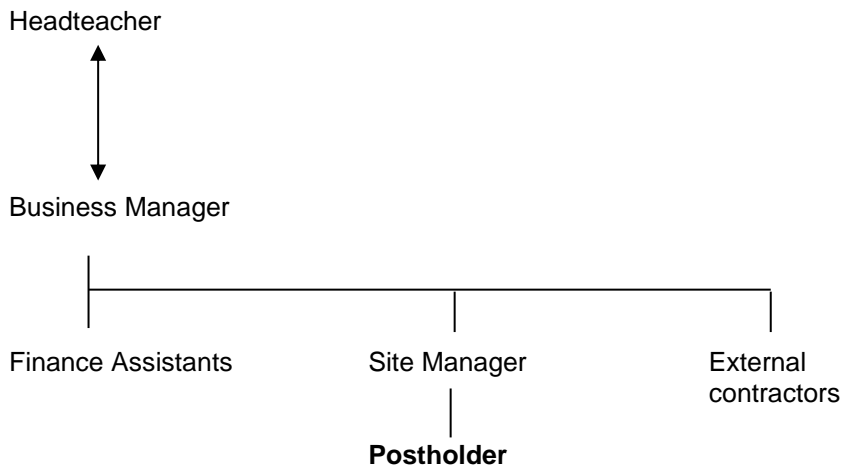 Headteacher
Business Manager
Finance Assistants
Site Manager
External
contractors
Postholder